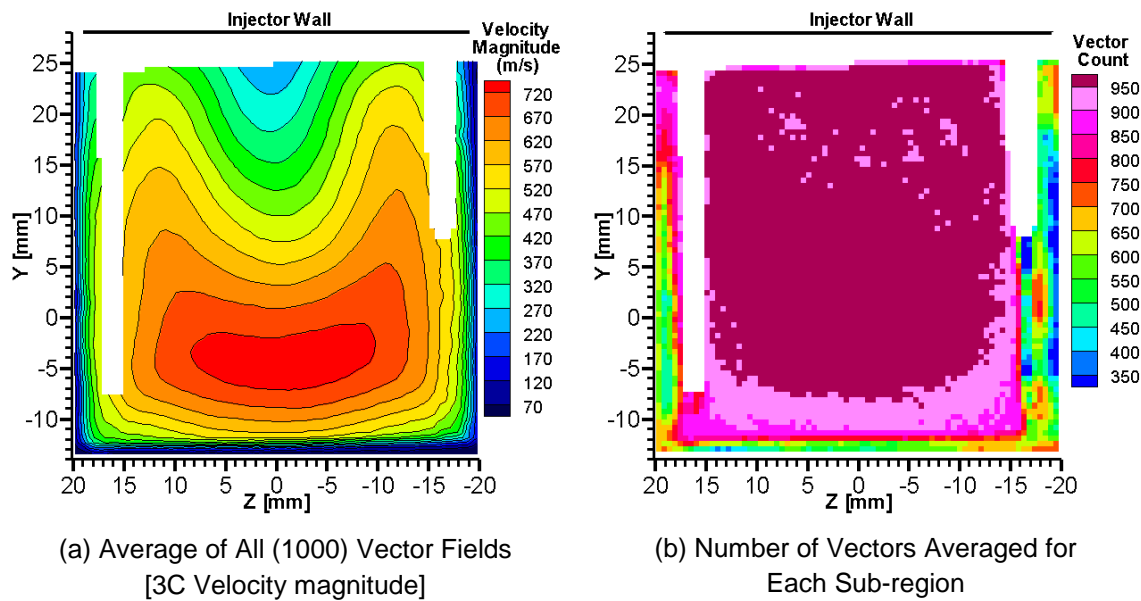 Injector Wall
Velocity
Magnitude
(m/s)
720
670
620
570
520
470
420
370
320
270
220
170
120
70
25
20
15
10
5
0
-5
-10
Y [mm]
20 15 10 5 0 -5 -10 -15 -20
Z [mm]
(a) Average of All (1000) Vector Fields
[3C Velocity magnitude]
Injector Wall
Vector
Count
950
900
850
800
750
700
650
600
550
500
450
400
350
25
20
15
10
5
0
-5
-10
Y [mm]
20 15 10 5 0 -5 -10 -15 -20
Z [mm]
(b) Number of Vectors Averaged for
Each Sub-region